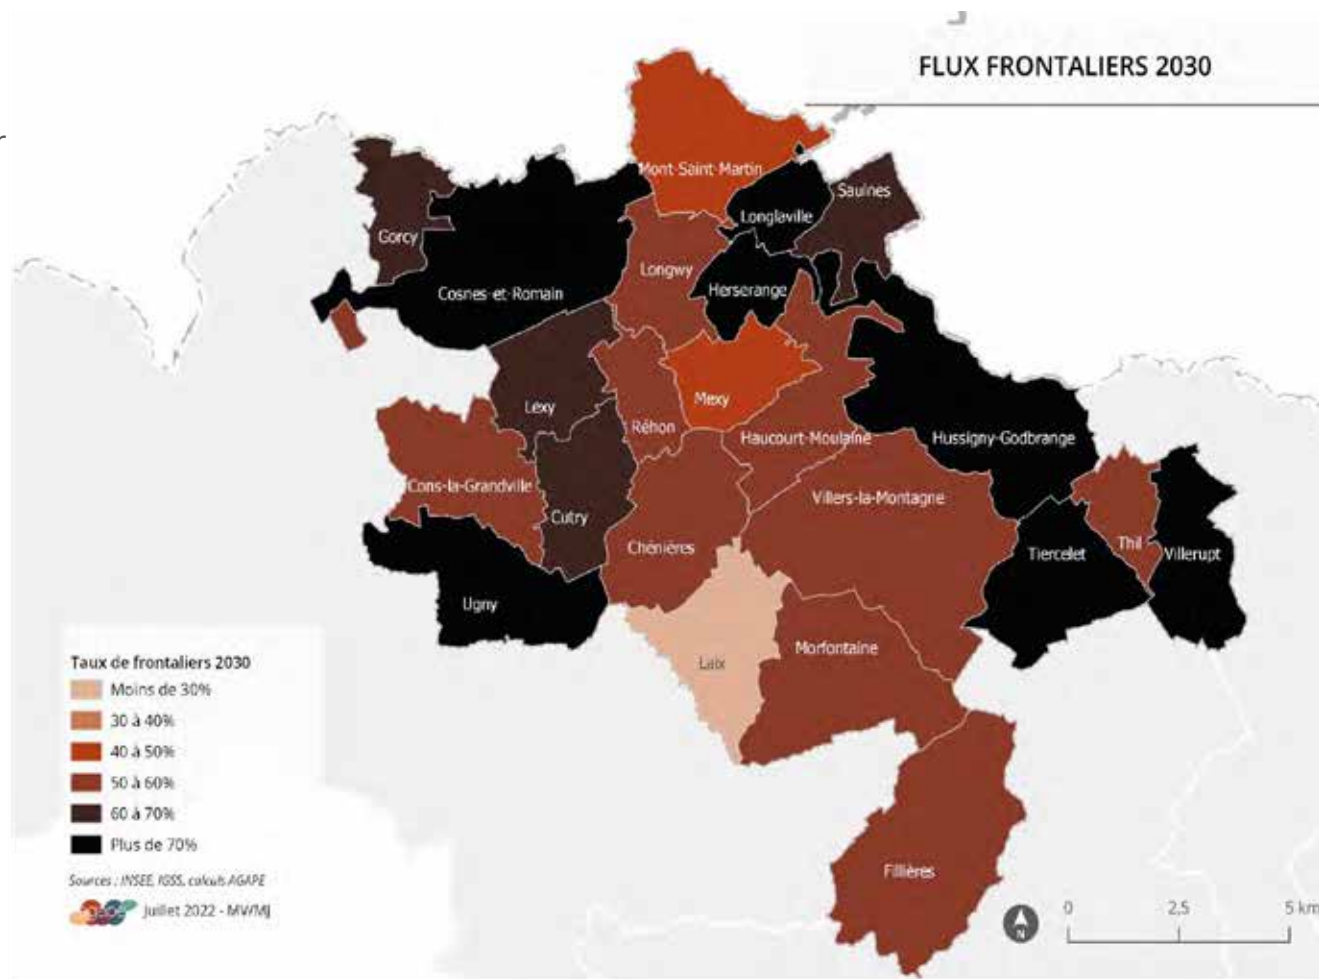 FLUX FRONTALIERS 2030
r
Mont-Saint-Martin
Saulnes
Longlaville
Gorcy
Longwy
Herserange
Cosnes-et-Romain
Mexy
Lexy
Réhon
Haucourt-Moulaine
Hussigny-Godbrange
Cons-la-Grandville
Villers-la-Montagne
Cutry
Chénières
Thil
Tiercelet
Villerupt
Ugny
Morfontaine
Laix
Fillières
Taux de frontaliers 2030
Moins de 30%
30 à 40%
40 à 50%
50 à 60%
60 à 70%
Plus de 70%
Sources : INSEE, IGSS, calculs AGAPE
agape
Juillet 2022 - MV/MJ
N
0 2,5 5 km